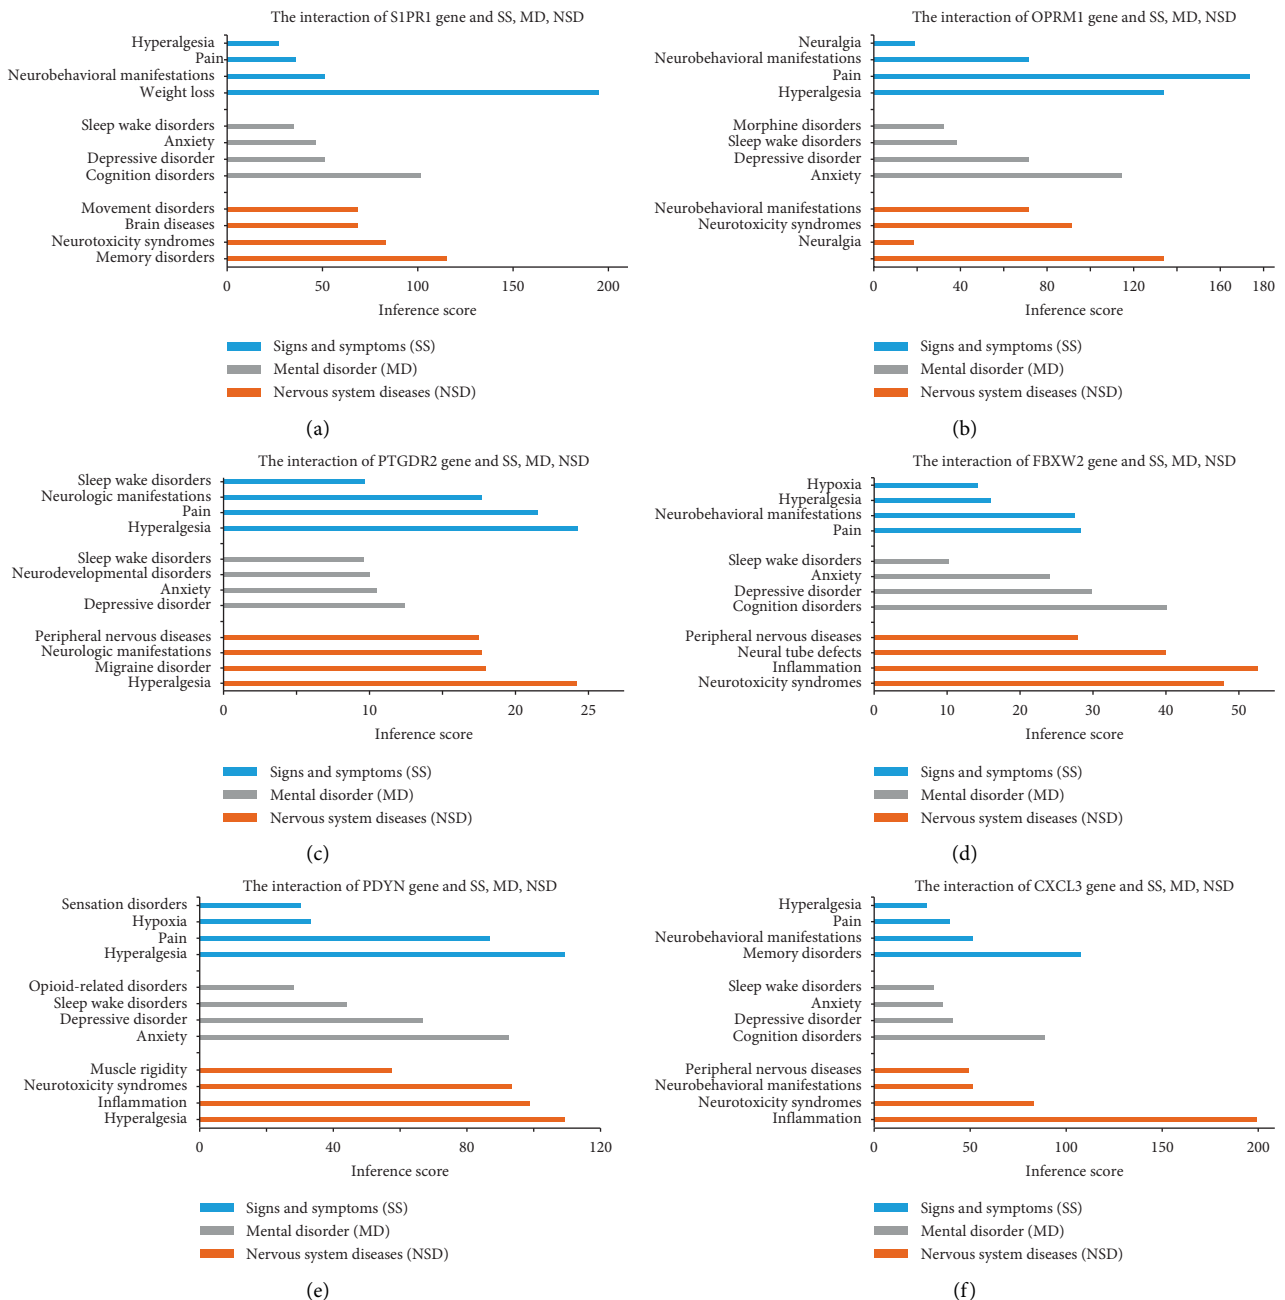 The interaction of S1PR1 gene and SS, MD, NSD
Hyperalgesia
Pain
Neurobehavioral manifestations
Weight loss
Sleep wake disorders
Anxiety
Depressive disorder
Cognition disorders
Movement disorders
Brain diseases
Neurotoxicity syndromes
Memory disorders
0 50 100 150 200
Inference score
Signs and symptoms (SS)
Mental disorder (MD)
Nervous system diseases (NSD)
(a)
The interaction of OPRM1 gene and SS, MD, NSD
Neuralgia
Neurobehavioral manifestations
Pain
Hyperalgesia
Morphine disorders
Sleep wake disorders
Depressive disorder
Anxiety
Neurobehavioral manifestations
Neurotoxicity syndromes
Neuralgia
0 40 80 120 160 180
Inference score
Signs and symptoms (SS)
Mental disorder (MD)
Nervous system diseases (NSD)
(b)
The interaction of PTGDR2 gene and SS, MD, NSD
Sleep wake disorders
Neurologic manifestations
Pain
Hyperalgesia
Sleep wake disorders
Neurodevelopmental disorders
Anxiety
Depressive disorder
Peripheral nervous diseases
Neurologic manifestations
Migraine disorder
Hyperalgesia
0 10 20 25
Inference score
Signs and symptoms (SS)
Mental disorder (MD)
Nervous system diseases (NSD)
(c)
The interaction of FBXW2 gene and SS, MD, NSD
Hypoxia
Hyperalgesia
Neurobehavioral manifestations
Pain
Sleep wake disorders
Anxiety
Depressive disorder
Cognition disorders
Peripheral nervous diseases
Neural tube defects
Inflammation
Neurotoxicity syndromes
0 10 20 30 40 50
Inference score
Signs and symptoms (SS)
Mental disorder (MD)
Nervous system diseases (NSD)
(d)
The interaction of PDYN gene and SS, MD, NSD
Sensation disorders
Hypoxia
Pain
Hyperalgesia
Opioid-related disorders
Sleep wake disorders
Depressive disorder
Anxiety
Muscle rigidity
Neurotoxicity syndromes
Inflammation
Hyperalgesia
0 40 80 120
Inference score
Signs and symptoms (SS)
Mental disorder (MD)
Nervous system diseases (NSD)
(e)
The interaction of CXCL3 gene and SS, MD, NSD
Hyperalgesia
Pain
Neurobehavioral manifestations
Memory disorders
Sleep wake disorders
Anxiety
Depressive disorder
Cognition disorders
Peripheral nervous diseases
Neurobehavioral manifestations
Neurotoxicity syndromes
Inflammation
0 50 100 150 200
Inference score
Signs and symptoms (SS)
Mental disorder (MD)
Nervous system diseases (NSD)
(f)